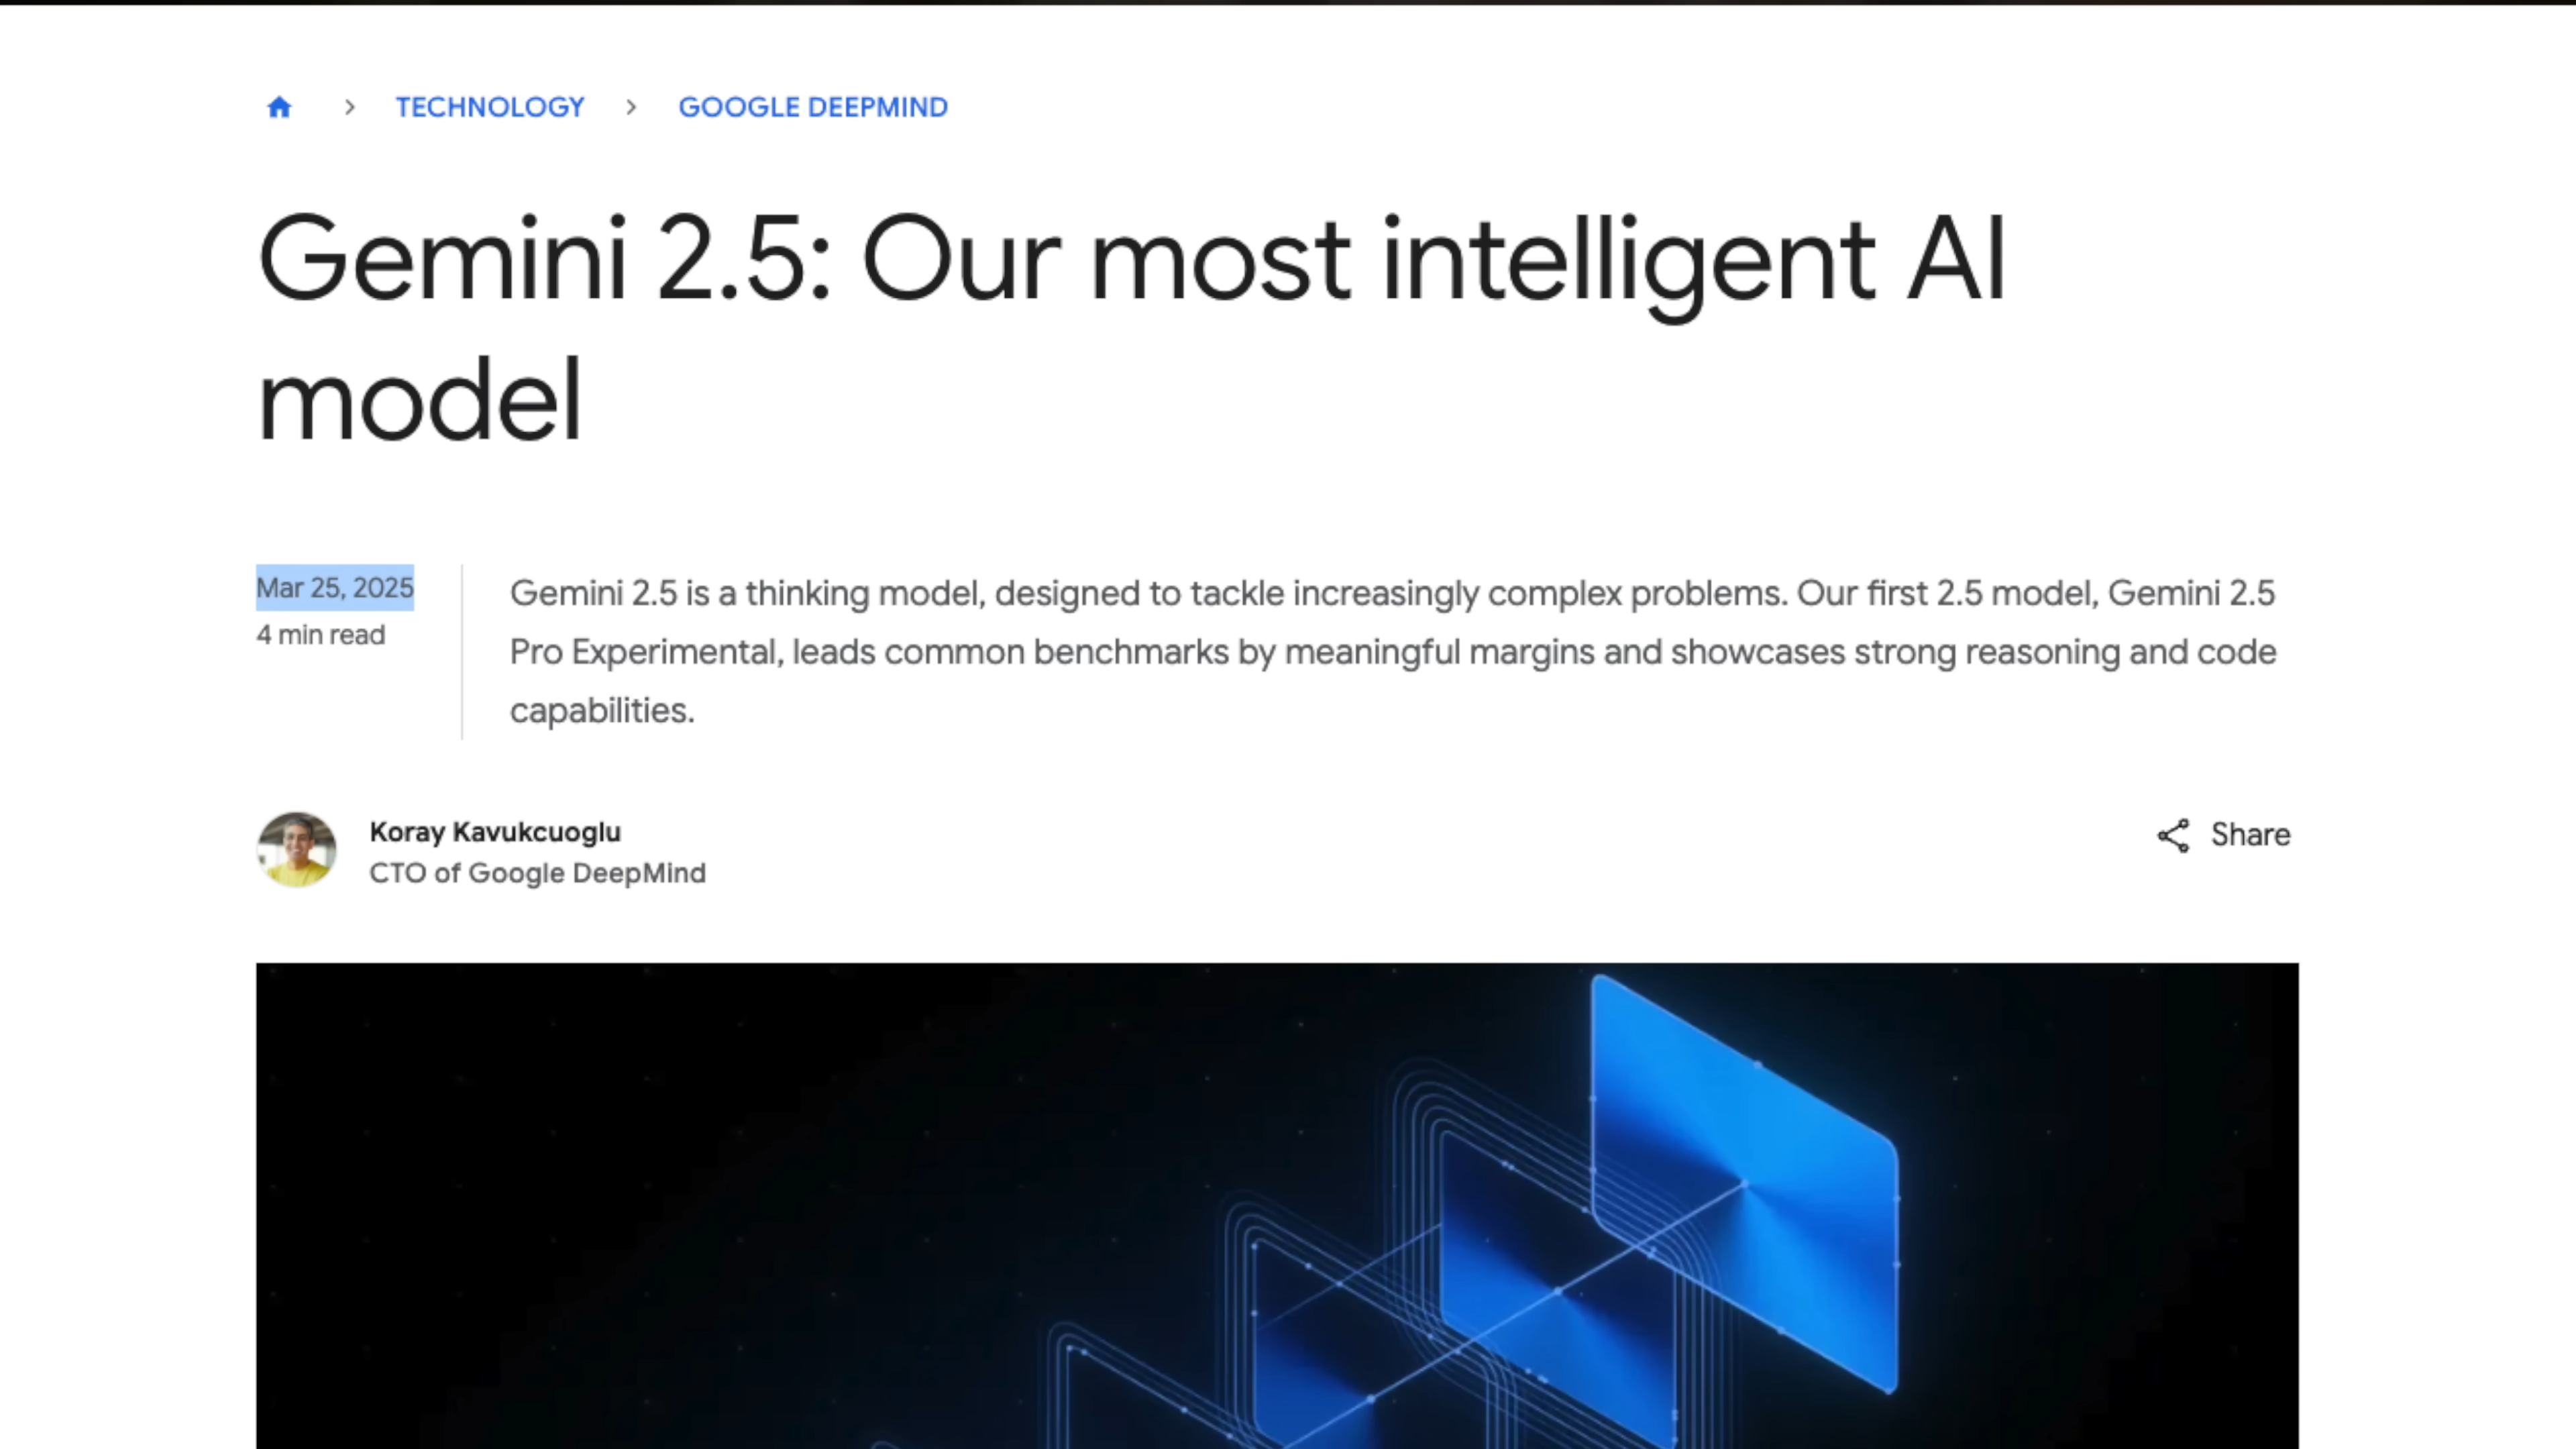 TECHNOLOGY > GOOGLE DEEPMIND
Gemini 2.5: Our most intelligent AI
model
Mar 25, 2025
4 min read
Gemini 2.5 is a thinking model, designed to tackle increasingly complex problems. Our first 2.5 model, Gemini 2.5
Pro Experimental, leads common benchmarks by meaningful margins and showcases strong reasoning and code
capabilities.
Koray Kavukcuoglu
CTO of Google DeepMind
Share